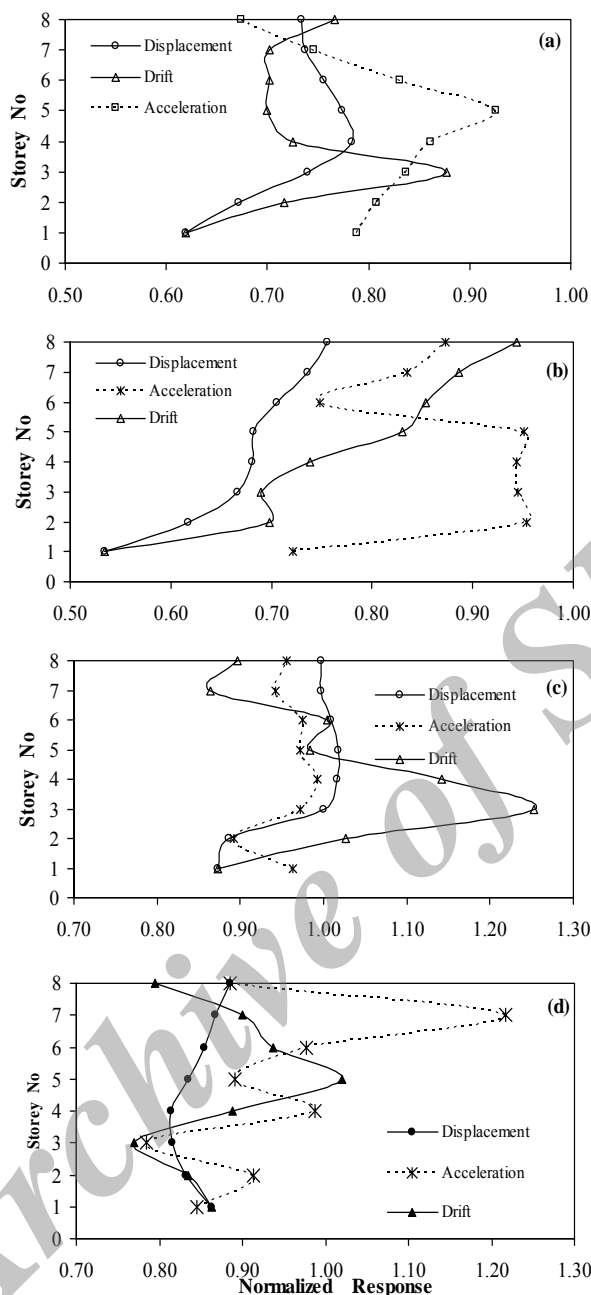 8
7
6
5
4
3
2
1
0
Storey No
Displacement
Drift
Acceleration
(a)
0.50 0.60 0.70 0.80 0.90 1.00
8
7
6
5
4
3
2
1
0
Storey No
Displacement
Acceleration
Drift
(b)
0.50 0.60 0.70 0.80 0.90 1.00
8
7
6
5
4
3
2
1
0
Storey No
Displacement
Acceleration
Drift
(c)
0.70 0.80 0.90 1.00 1.10 1.20 1.30
8
7
6
5
4
3
2
1
0
Storey No
Displacement
Acceleration
Drift
(d)
0.70 0.80 0.90 1.00 1.10 1.20 1.30
Normalized Response
Archive of S